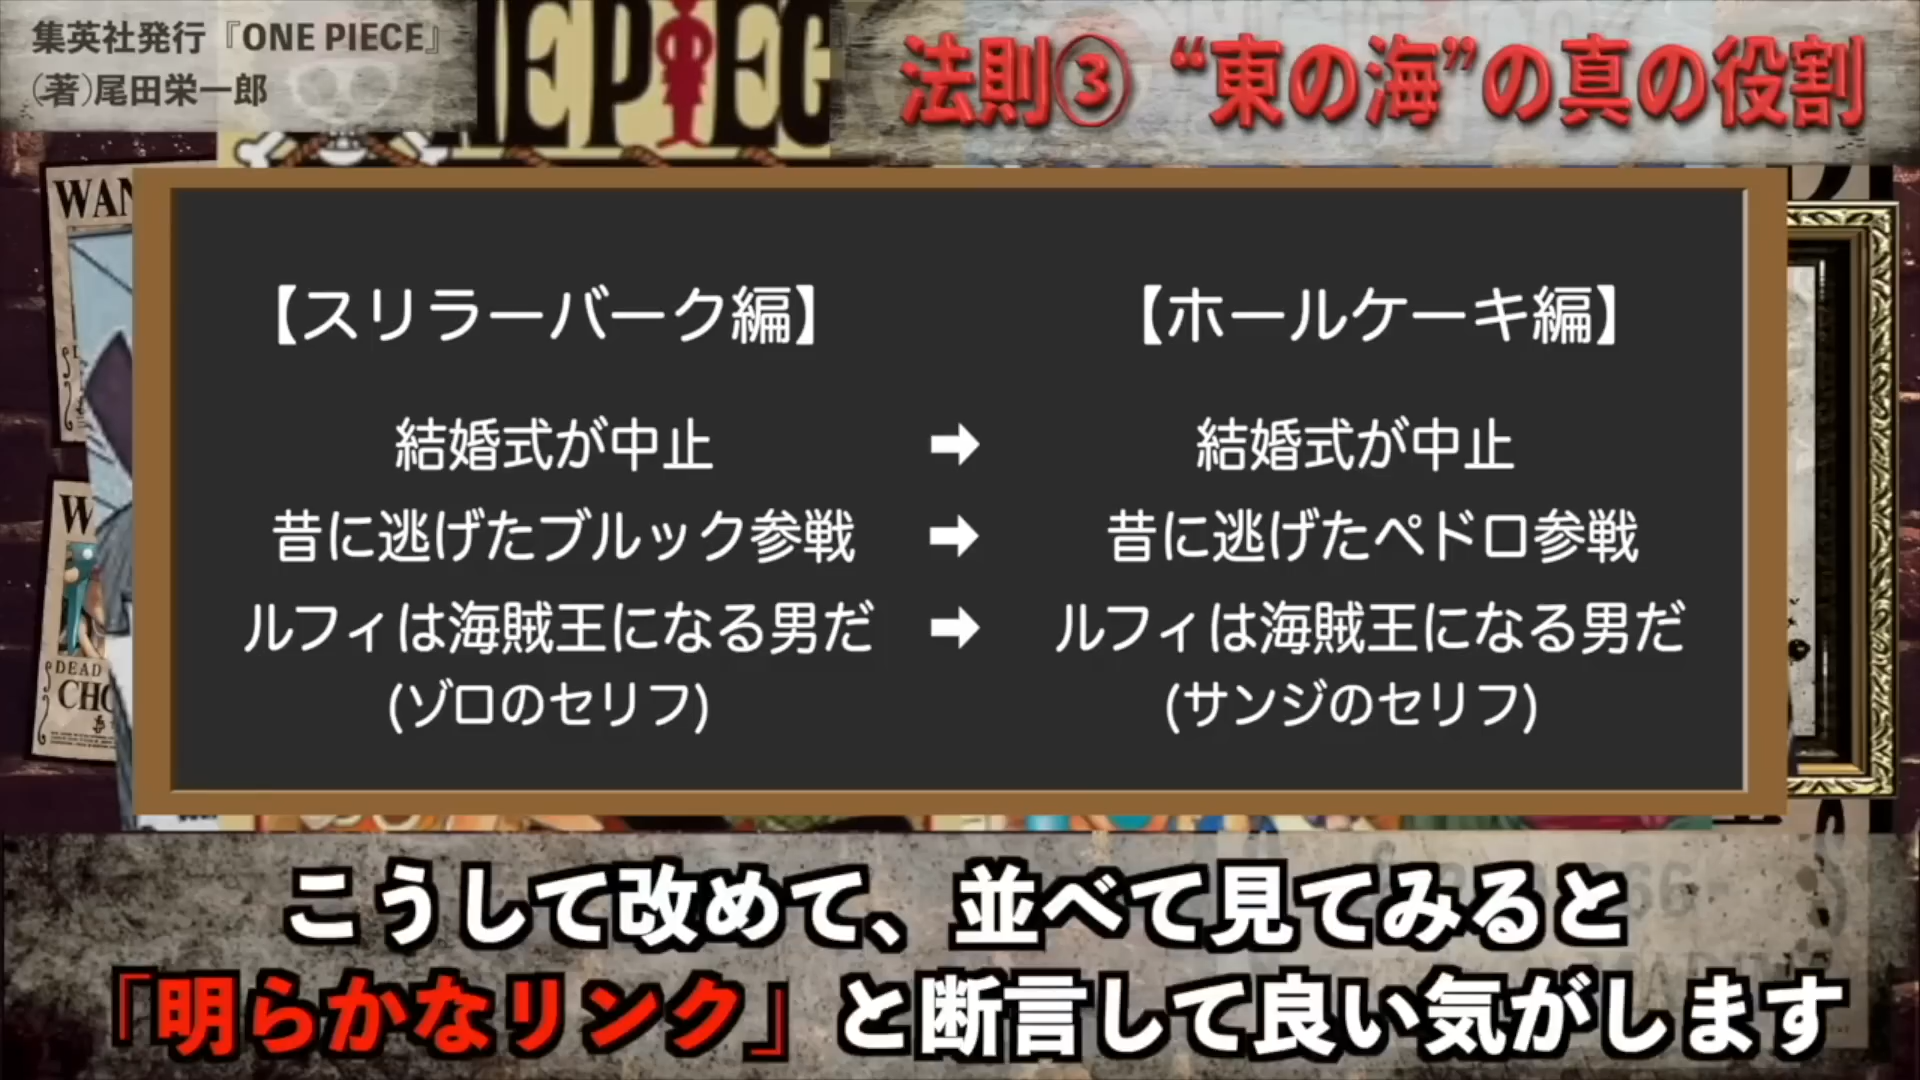 集英社発行『ONE PIECE』
(著)尾田栄一郎
法則③ “東の海”の真の役割
WAN
【スリラーバーク編】
【ホールケーキ編】
結婚式が中止 ➡ 結婚式が中止
昔に逃げたブルック参戦 ➡ 昔に逃げたペドロ参戦
ルフィは海賊王になる男だ ➡ ルフィは海賊王になる男だ
(ゾロのセリフ)
(サンジのセリフ)
W
DEAD
CHO
こうして改めて、並べて見てみると
「明らかなリンク」と断言して良い気がします